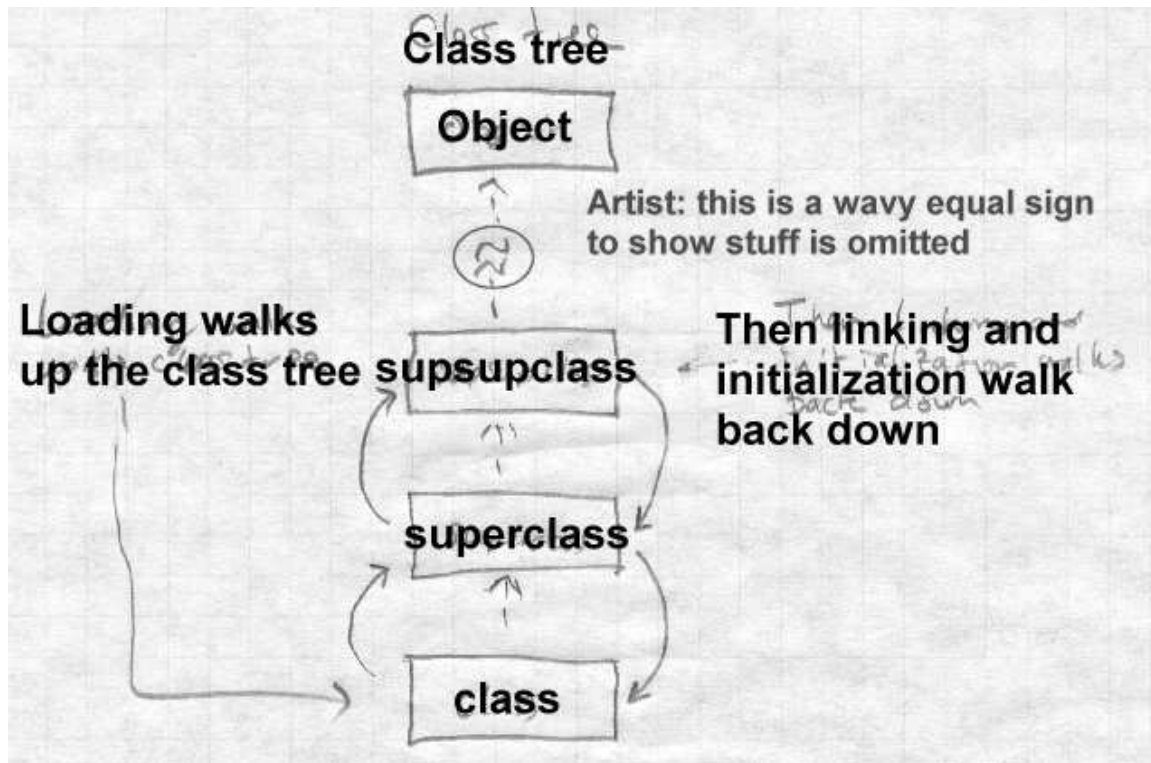 Class tree
Object
Artist: this is a wavy equal sign
to show stuff is omitted
Loading walks
up the class tree
supsupclass
Then linking and
initialization walk
back down
superclass
class